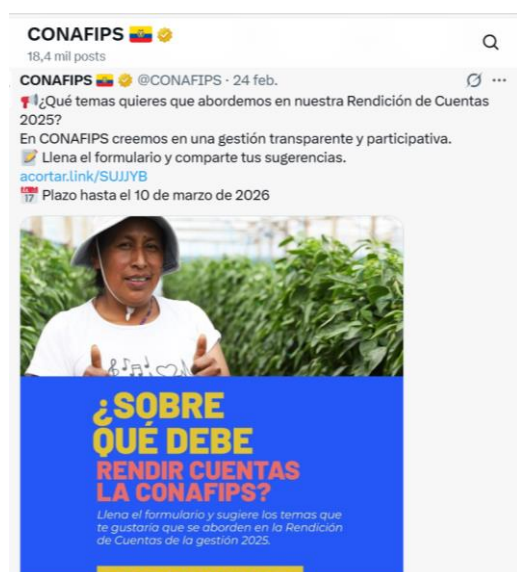 CONAFIPS 🇪🇨
18,4 mil posts
CONAFIPS 🇪🇨 @CONAFIPS · 24 feb.
📢¿Qué temas quieres que abordemos en nuestra Rendición de Cuentas
2025?
En CONAFIPS creemos en una gestión transparente y participativa.
📝 Llena el formulario y comparte tus sugerencias.
acortar.link/SUJJYB
📅 Plazo hasta el 10 de marzo de 2026
¿SOBRE
QUÉ DEBE
RENDIR CUENTAS
LA CONAFIPS?
Llena el formulario y sugiere los temas que
te gustaría que se aborden en la Rendición
de Cuentas de la gestión 2025.